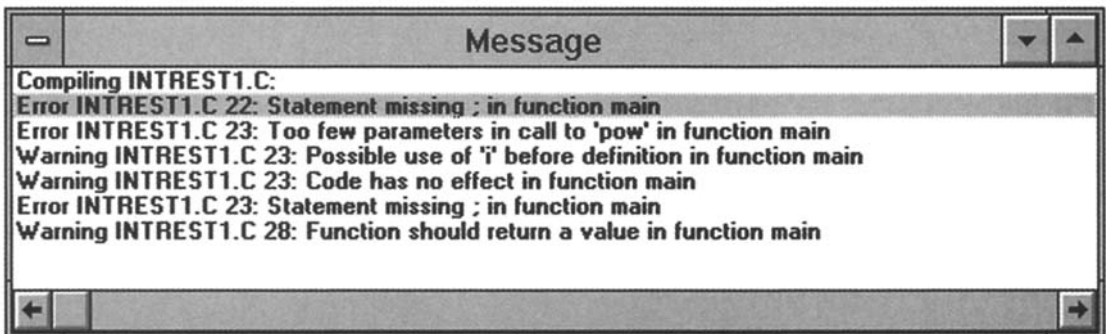 Message
Compiling INTREST1.C:
Error INTREST1.C 22: Statement missing ; in function main
Error INTREST1.C 23: Too few parameters in call to 'pow' in function main
Warning INTREST1.C 23: Possible use of 'i' before definition in function main
Warning INTREST1.C 23: Code has no effect in function main
Error INTREST1.C 23: Statement missing ; in function main
Warning INTREST1.C 28: Function should return a value in function main